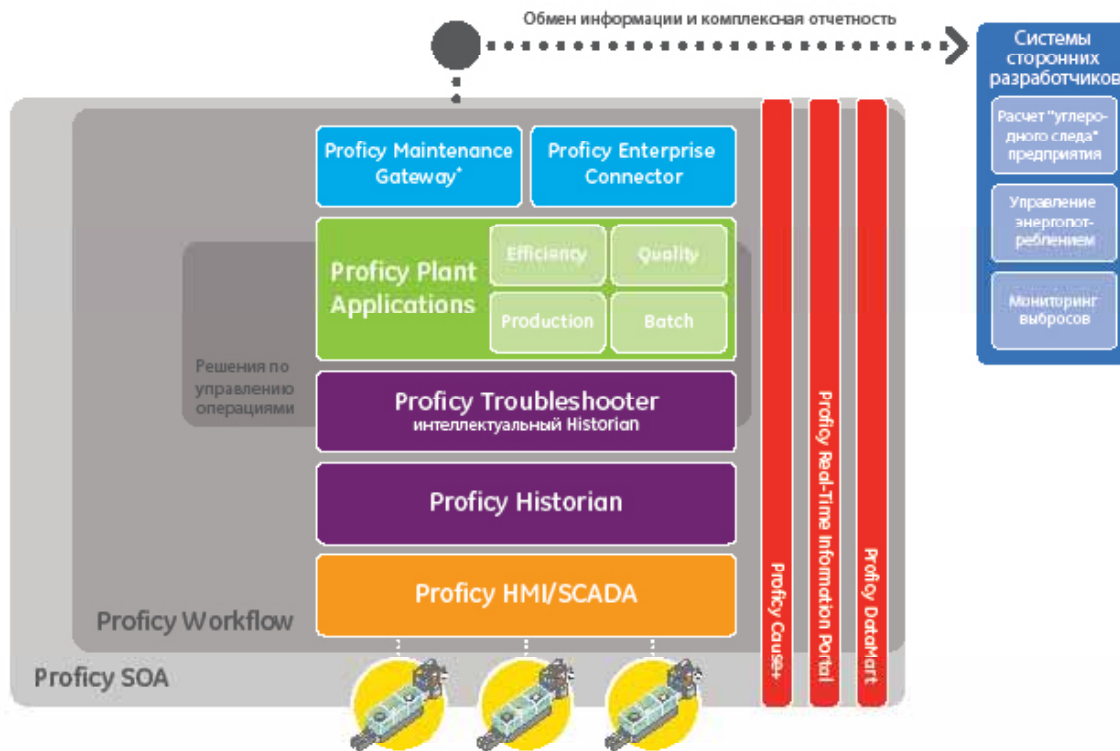 Обмен информации и комплексная отчетность
Системы
сторонних
разработчиков
Расчет "углеро-
дного следа"
предприятия
Управление
энергопот-
реблением
Мониторинг
выбросов
Proficy Maintenance
Gateway*
Proficy Enterprise
Connector
Proficy Plant
Applications
Efficiency
Quality
Production
Batch
Решения по
управлению
операциями
Proficy Troubleshooter
интеллектуальный Historian
Proficy Historian
Proficy HMI/SCADA
Proficy Workflow
Proficy SOA
Proficy Cause+
Proficy Real-Time Information Portal
Proficy DataMart